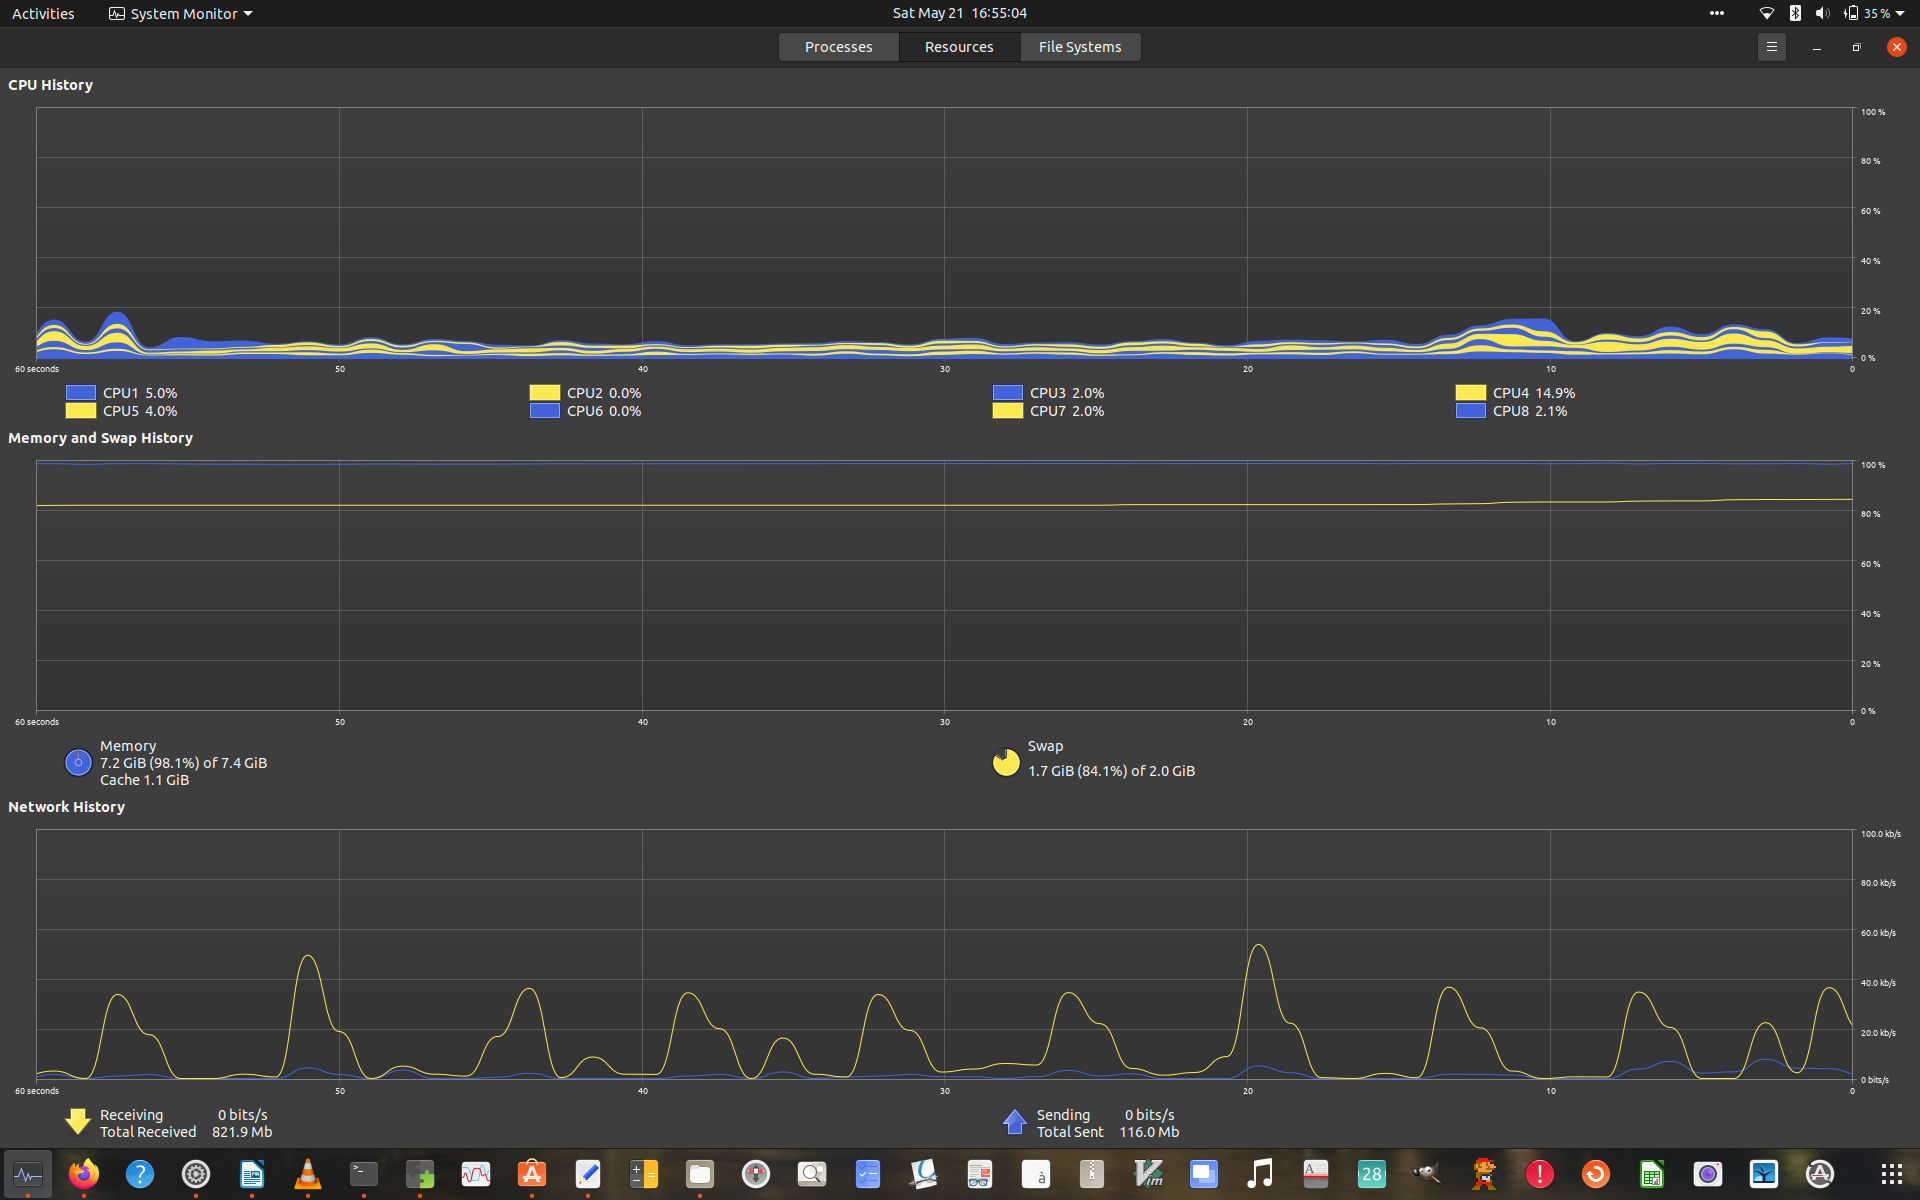 Activities System Monitor Sat May 21 16:55:04 35 %
Processes Resources File Systems
CPU History
100 %
80 %
60 %
40 %
20 %
0 %
60 seconds 50 40 30 20 10 0
CPU1 5.0% CPU2 0.0% CPU3 2.0% CPU4 14.9%
CPU5 4.0% CPU6 0.0% CPU7 2.0% CPU8 2.1%
Memory and Swap History
100 %
80 %
60 %
40 %
20 %
0 %
60 seconds 50 40 30 20 10 0
Memory
7.2 GiB (98.1%) of 7.4 GiB
Cache 1.1 GiB
Swap
1.7 GiB (84.1%) of 2.0 GiB
Network History
100.0 kb/s
80.0 kb/s
60.0 kb/s
40.0 kb/s
20.0 kb/s
0 bits/s
60 seconds 50 40 30 20 10 0
Receiving 0 bits/s
Total Received 821.9 Mb
Sending 0 bits/s
Total Sent 116.0 Mb
? >_ A à Vim A 28 ! A